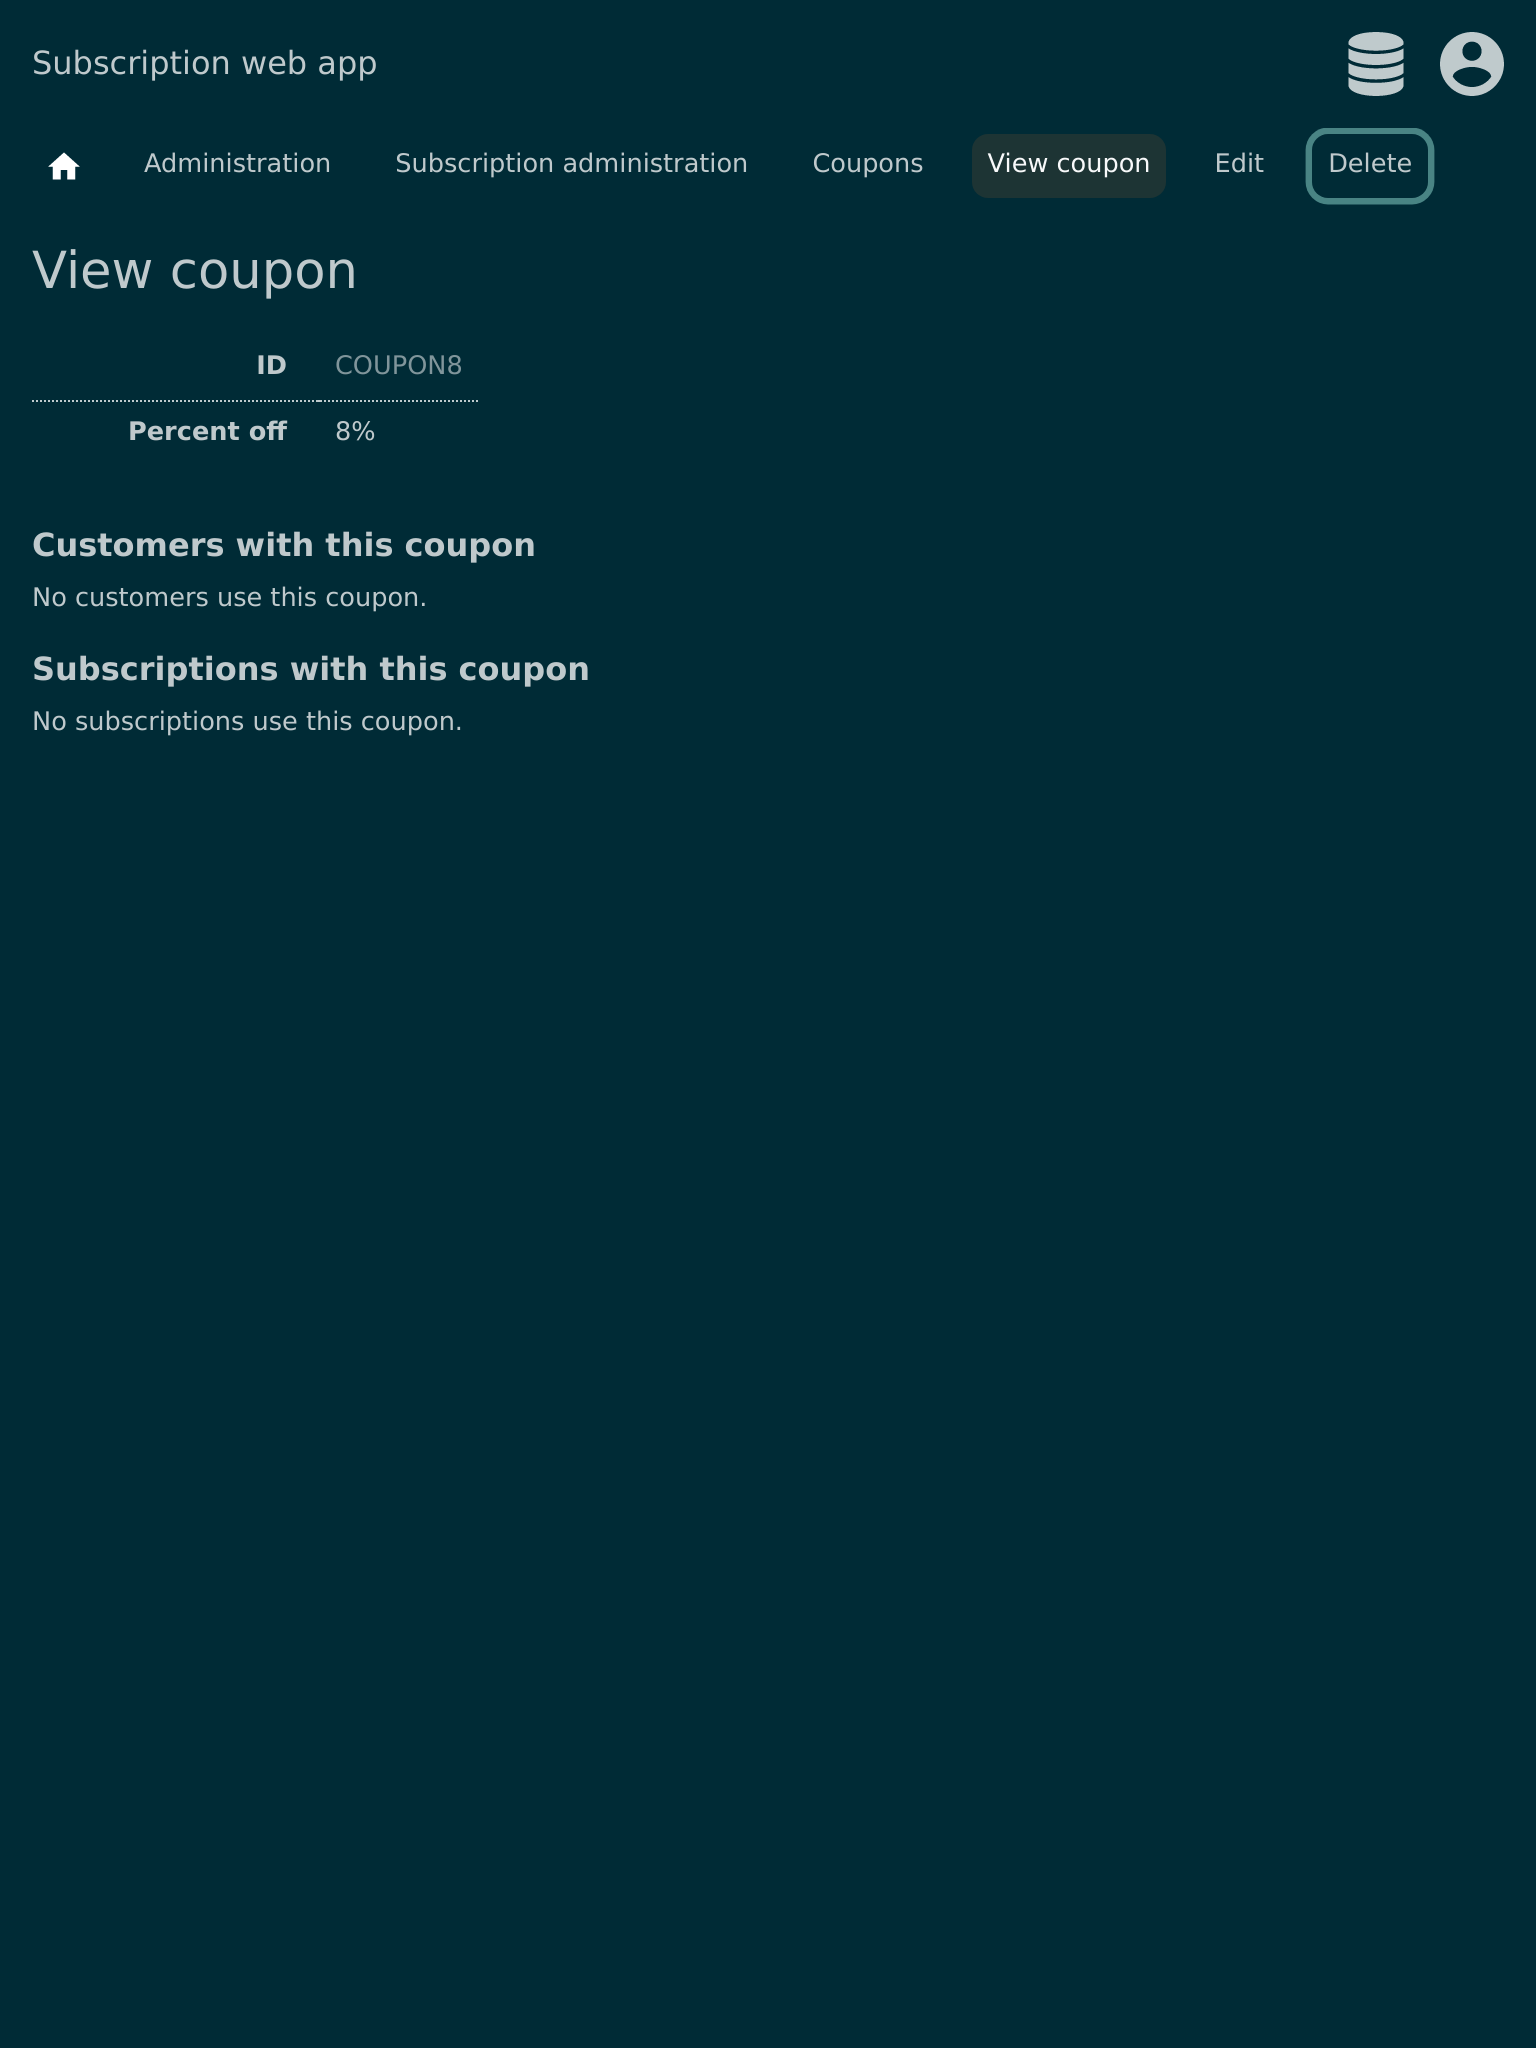 Subscription web app
Administration Subscription administration Coupons View coupon Edit Delete
View coupon
ID COUPON8
Percent off 8%
Customers with this coupon
No customers use this coupon.
Subscriptions with this coupon
No subscriptions use this coupon.